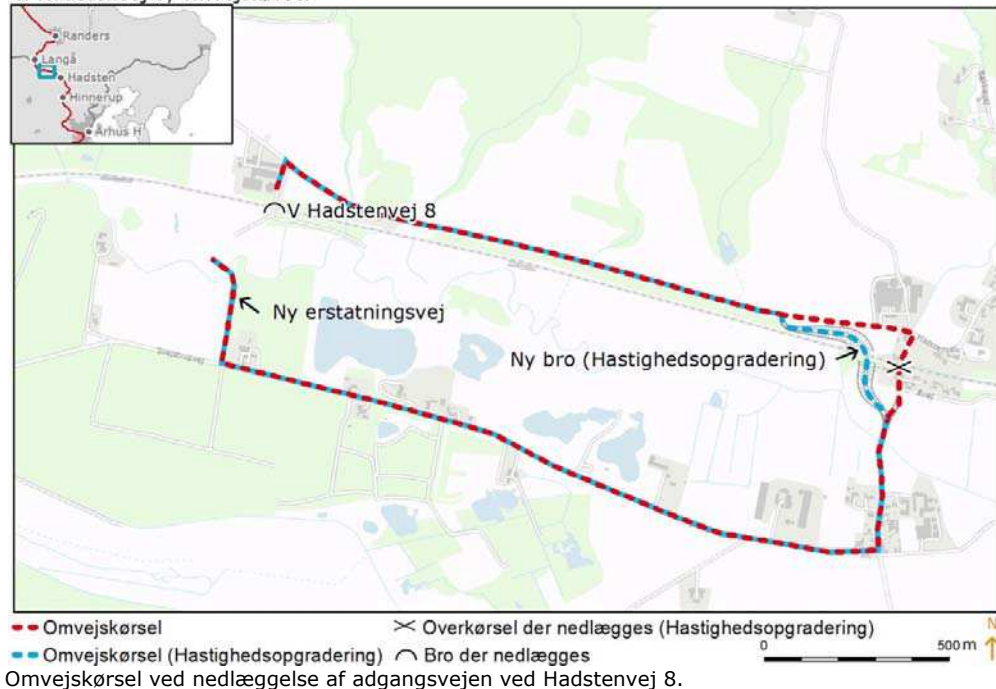 Randers
Langå
Hadsten
Hinnerup
Århus H
V Hadstenvej 8
Ny erstatningsvej
Ny bro (Hastighedsopgradering)
Omvejskørsel
Overkørsel der nedlægges (Hastighedsopgradering)
N
Omvejskørsel (Hastighedsopgradering)
Bro der nedlægges
0
500 m
Omvejskørsel ved nedlæggelse af adgangsvejen ved Hadstenvej 8.